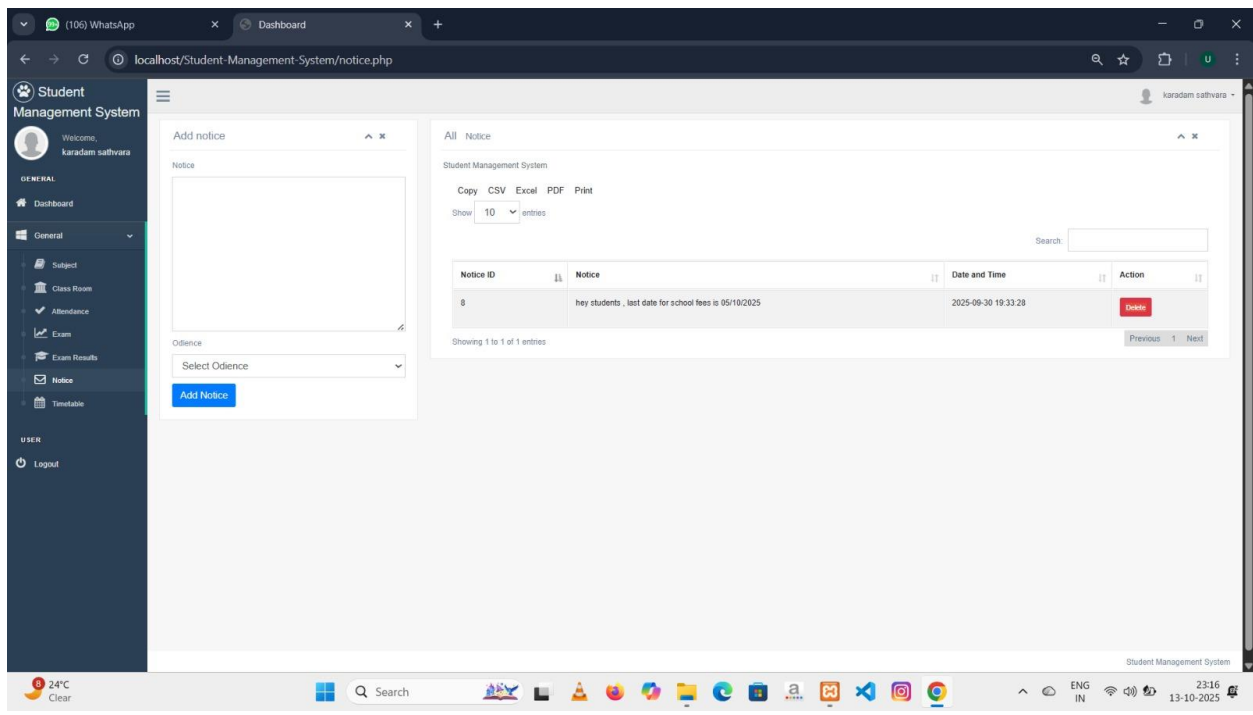 (106) WhatsApp
Dashboard
localhost/Student-Management-System/notice.php
U
Student
Management System
Welcome,
karadam sathvara
GENERAL
Dashboard
General
Subject
Class Room
Attendance
Exam
Exam Results
Notice
Timetable
USER
Logout
karadam sathvara
Add notice
Notice
Odience
Select Odience
Add Notice
All Notice
Student Management System
Copy CSV Excel PDF Print
Show 10 entries
Search:
Notice ID Notice Date and Time Action
8 hey students , last date for school fees is 05/10/2025 2025-09-30 19:33:28 Delete
Showing 1 to 1 of 1 entries
Previous 1 Next
Student Management System
8
24°C
Clear
Search
a
ENG
IN
23:16
13-10-2025